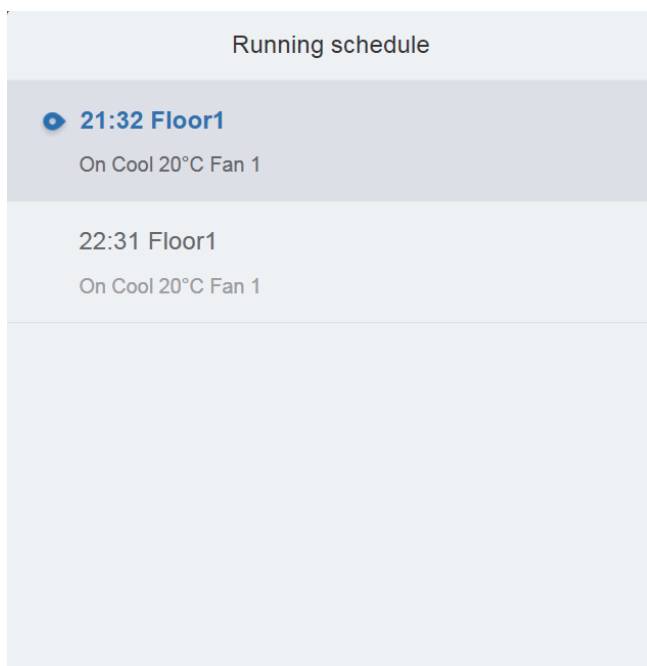 Running schedule
21:32 Floor1
On Cool 20°C Fan 1
22:31 Floor1
On Cool 20°C Fan 1